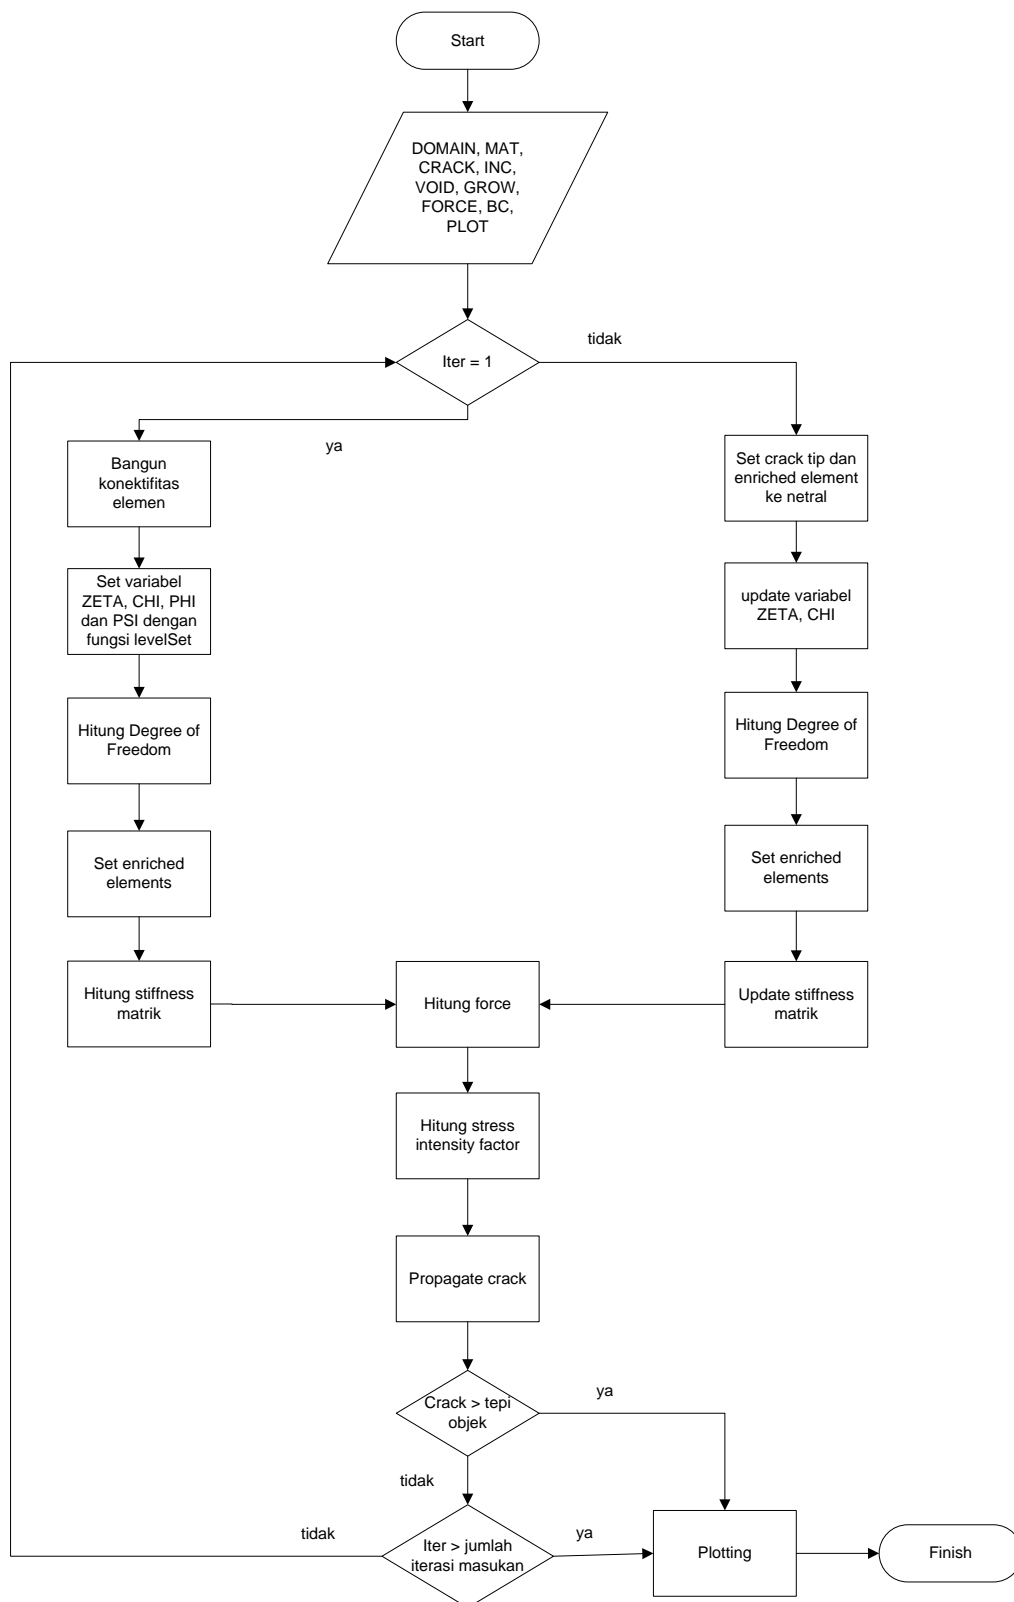 Start
DOMAIN, MAT,
CRACK, INC,
VOID, GROW,
FORCE, BC,
PLOT
Iter = 1
tidak
ya
Bangun
konektifitas
elemen
Set crack tip dan
enriched element
ke netral
Set variabel
ZETA, CHI, PHI
dan PSI dengan
fungsi levelSet
update variabel
ZETA, CHI
Hitung Degree of
Freedom
Hitung Degree of
Freedom
Set enriched
elements
Set enriched
elements
Hitung stiffness
matrik
Hitung force
Update stiffness
matrik
Hitung stress
intensity factor
Propagate crack
Crack > tepi
objek
ya
tidak
tidak
Iter > jumlah
iterasi masukan
ya
Plotting
Finish